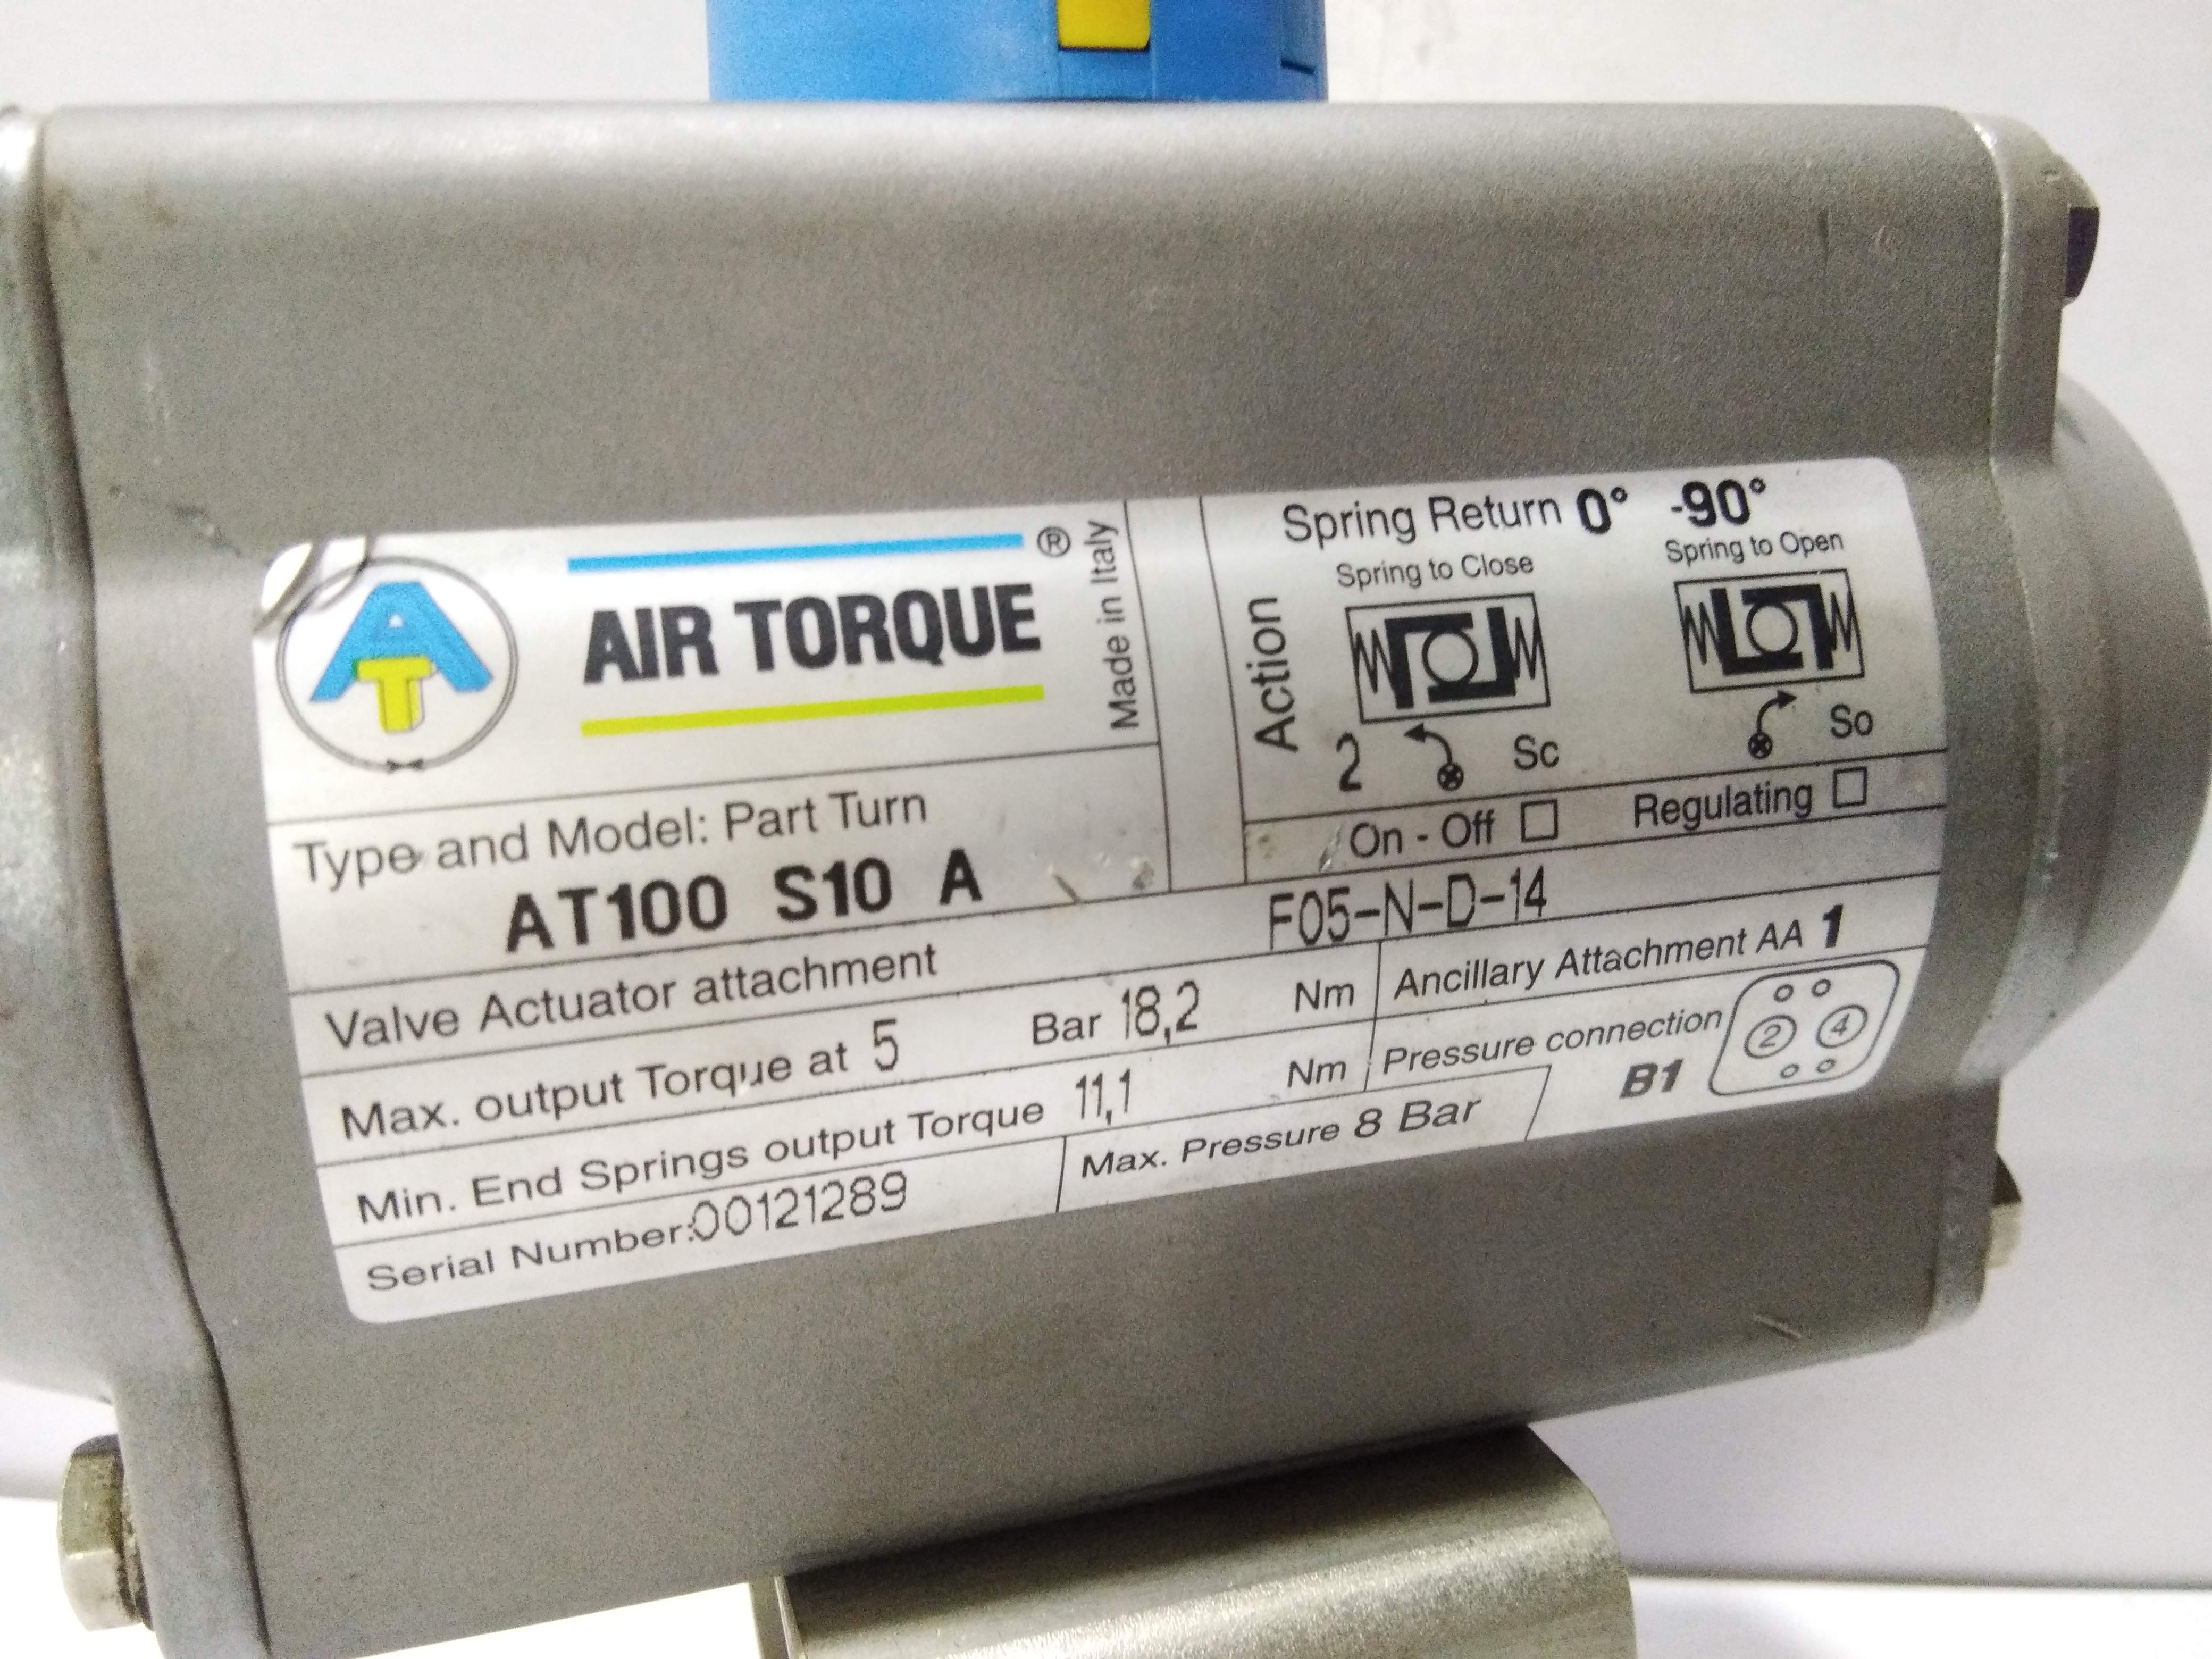 AT
AIR TORQUE ®
Made in Italy
Type and Model: Part Turn
AT100 S10 A
Action
Spring Return 0° -90°
Spring to Close
Spring to Open
2 Sc
So
On - Off □ Regulating □
Valve Actuator attachment F05-N-D-14
Max. output Torque at 5 Bar 18,2 Nm
Ancillary Attachment AA 1
Min. End Springs output Torque 11,1 Nm
Pressure connection
B1
2 4
Serial Number:00121289
Max. Pressure 8 Bar